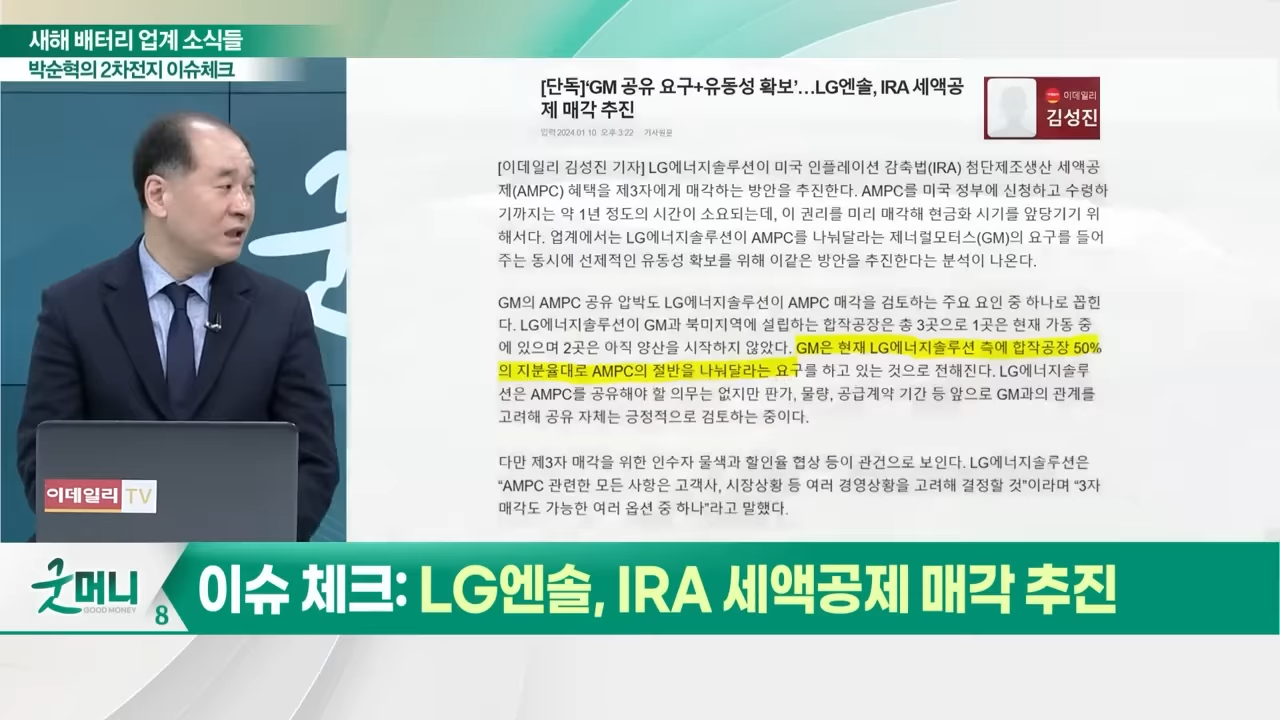 새해 배터리 업계 소식들
박순혁의 2차전지 이슈체크
[단독]‘GM 공유 요구+유동성 확보’…LG엔솔, IRA 세액공
제 매각 추진
입력 2024.01.10 오후 3:22 기사원문
이데일리
김성진
[이데일리 김성진 기자] LG에너지솔루션이 미국 인플레이션 감축법(IRA) 첨단제조생산 세액공
제(AMPC) 혜택을 제3자에게 매각하는 방안을 추진한다. AMPC를 미국 정부에 신청하고 수령하
기까지는 약 1년 정도의 시간이 소요되는데, 이 권리를 미리 매각해 현금화 시기를 앞당기기 위
해서다. 업계에서는 LG에너지솔루션이 AMPC를 나눠달라는 제너럴모터스(GM)의 요구를 들어
주는 동시에 선제적인 유동성 확보를 위해 이같은 방안을 추진한다는 분석이 나온다.
GM의 AMPC 공유 압박도 LG에너지솔루션이 AMPC 매각을 검토하는 주요 요인 중 하나로 꼽힌
다. LG에너지솔루션이 GM과 북미지역에 설립하는 합작공장은 총 3곳으로 1곳은 현재 가동 중
에 있으며 2곳은 아직 양산을 시작하지 않았다. GM은 현재 LG에너지솔루션 측에 합작공장 50%
의 지분율대로 AMPC의 절반을 나눠달라는 요구를 하고 있는 것으로 전해진다. LG에너지솔루
션은 AMPC를 공유해야 할 의무는 없지만 판가, 물량, 공급계약 기간 등 앞으로 GM과의 관계를
고려해 공유 자체는 긍정적으로 검토하는 중이다.
다만 제3자 매각을 위한 인수자 물색과 할인율 협상 등이 관건으로 보인다. LG에너지솔루션은
“AMPC 관련한 모든 사항은 고객사, 시장상황 등 여러 경영상황을 고려해 결정할 것”이라며 “3자
매각도 가능한 여러 옵션 중 하나”라고 말했다.
이데일리 TV
굿머니
GOOD MONEY
8
이슈 체크: LG엔솔, IRA 세액공제 매각 추진